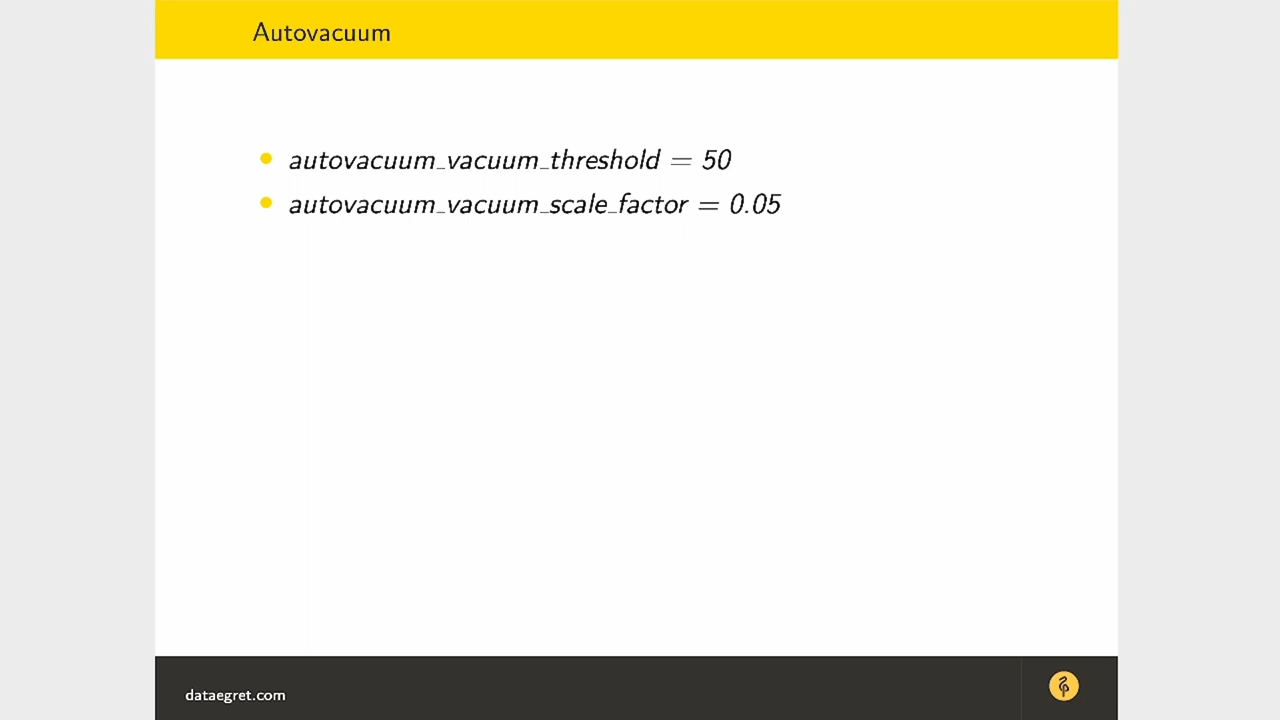 Autovacuum
autovacuum_vacuum_threshold = 50
autovacuum_vacuum_scale_factor = 0.05
dataegret.com